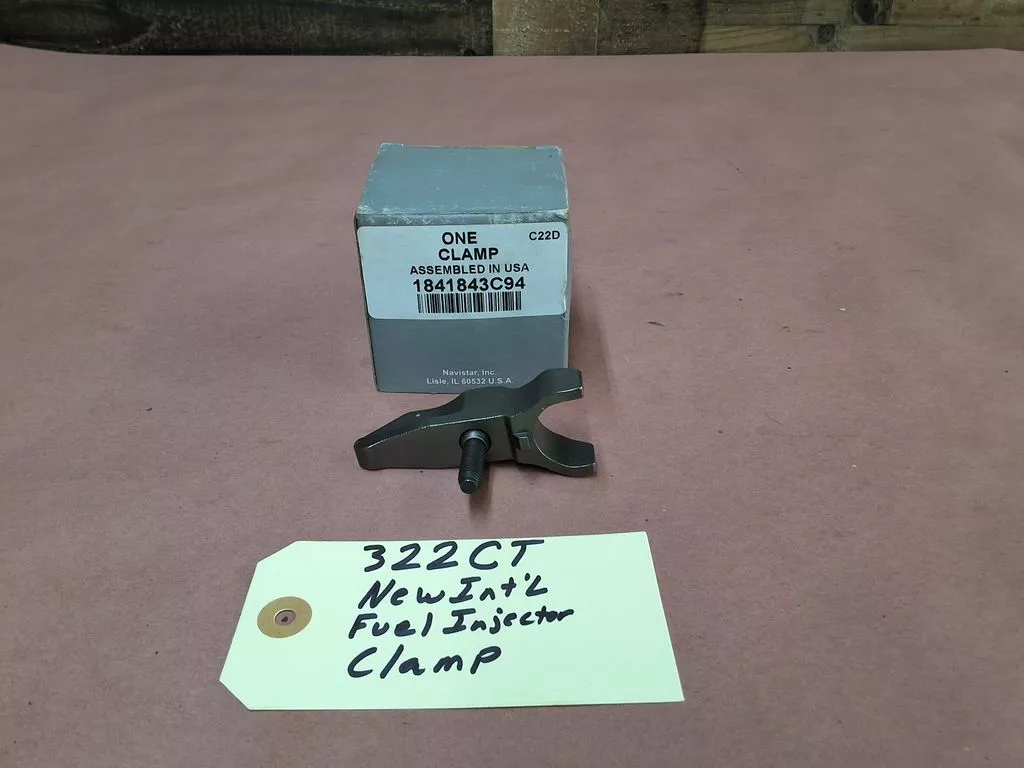 ONE C22D
CLAMP
ASSEMBLED IN USA
1841843C94
Navistar, Inc.
Lisle, IL 60532 U.S.A.
322CT
New Int'L
Fuel Injector
Clamp